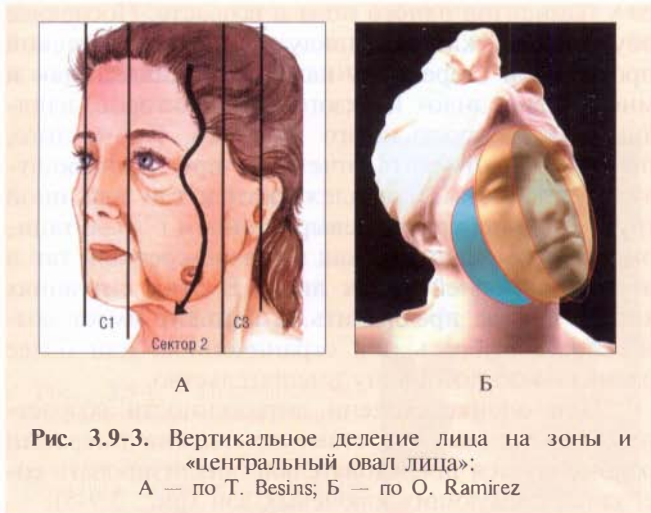 С1
Сектор 2
С3
А
Б
Рис. 3.9-3. Вертикальное деление лица на зоны и
«центральный овал лица»:
А — по Т. Besins; Б — по О. Ramirez